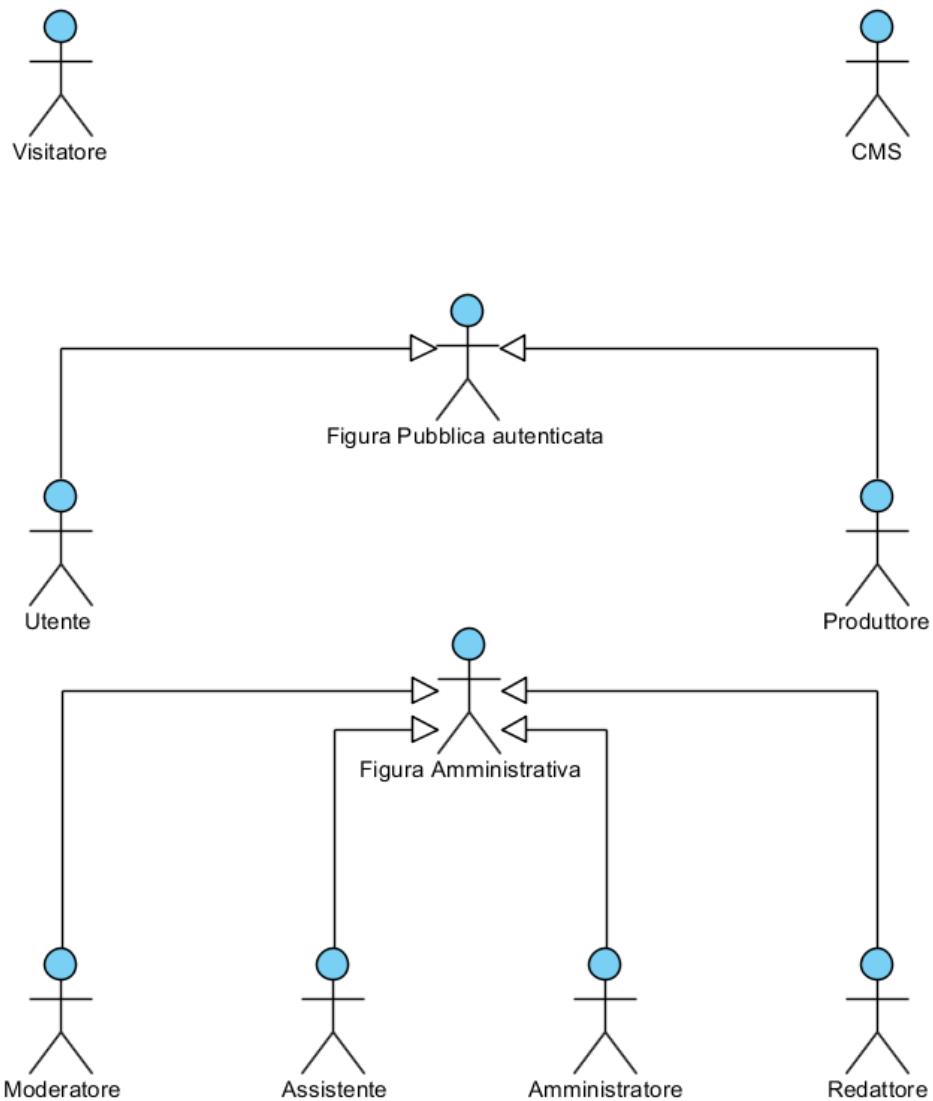 Visitatore
CMS
Figura Pubblica autenticata
Utente
Produttore
Figura Amministrativa
Moderatore
Assistente
Amministratore
Redattore